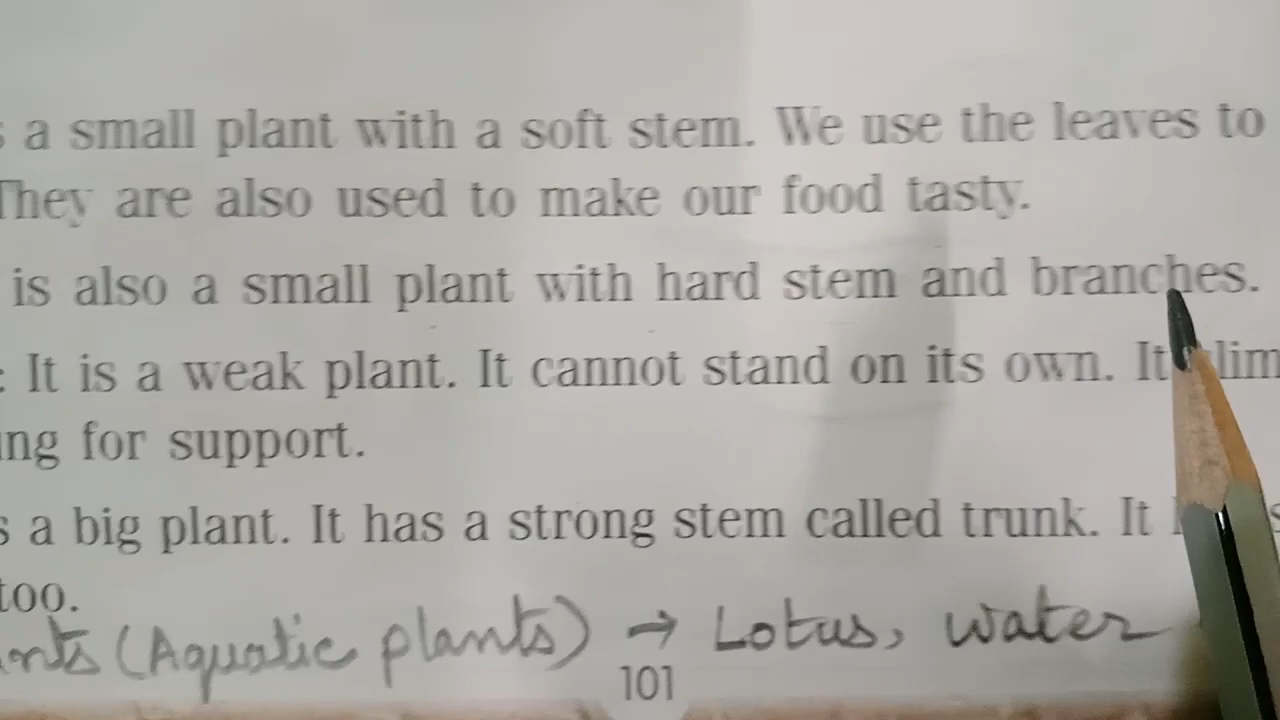 a small plant with a soft stem. We use the leaves to
They are also used to make our food tasty.
is also a small plant with hard stem and branches.
: It is a weak plant. It cannot stand on its own. It
ng for support.
a big plant. It has a strong stem called trunk. It
too.
nts (Aquatic plants) → Lotus, water
101